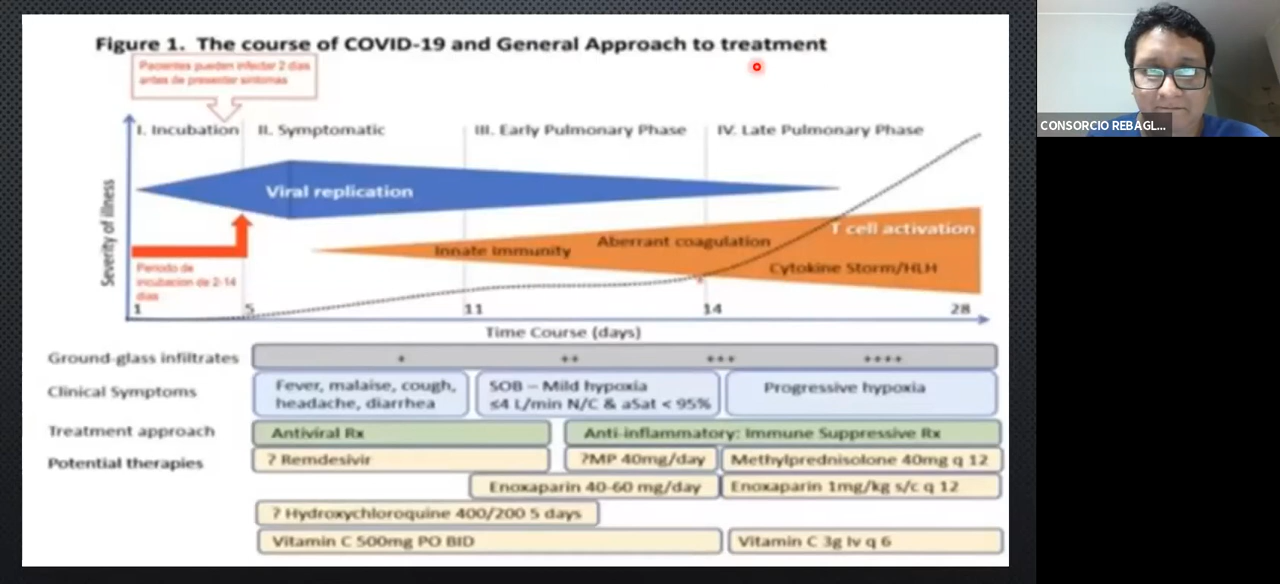 Figure 1. The course of COVID-19 and General Approach to treatment
Pacientes pueden infectar 2 dias
antes de presentar sintomas
I. Incubation
II. Symptomatic
III. Early Pulmonary Phase
IV. Late Pulmonary Phase
Severity of illness
Viral replication
Innate immunity
Aberrant coagulation
T cell activation
Cytokine Storm/HLH
Periodo de
incubacion de 2-14
dias
1
5
11
14
28
Time Course (days)
Ground-glass infiltrates
+
++
+++
++++
Clinical Symptoms
Fever, malaise, cough,
headache, diarrhea
SOB – Mild hypoxia
≤4 L/min N/C & aSat < 95%
Progressive hypoxia
Treatment approach
Antiviral Rx
Anti-inflammatory: Immune Suppressive Rx
Potential therapies
? Remdesivir
?MP 40mg/day
Methylprednisolone 40mg q 12
Enoxaparin 40-60 mg/day
Enoxaparin 1mg/kg s/c q 12
? Hydroxychloroquine 400/200 5 days
Vitamin C 500mg PO BID
Vitamin C 3g Iv q 6
CONSORCIO REBAGL...